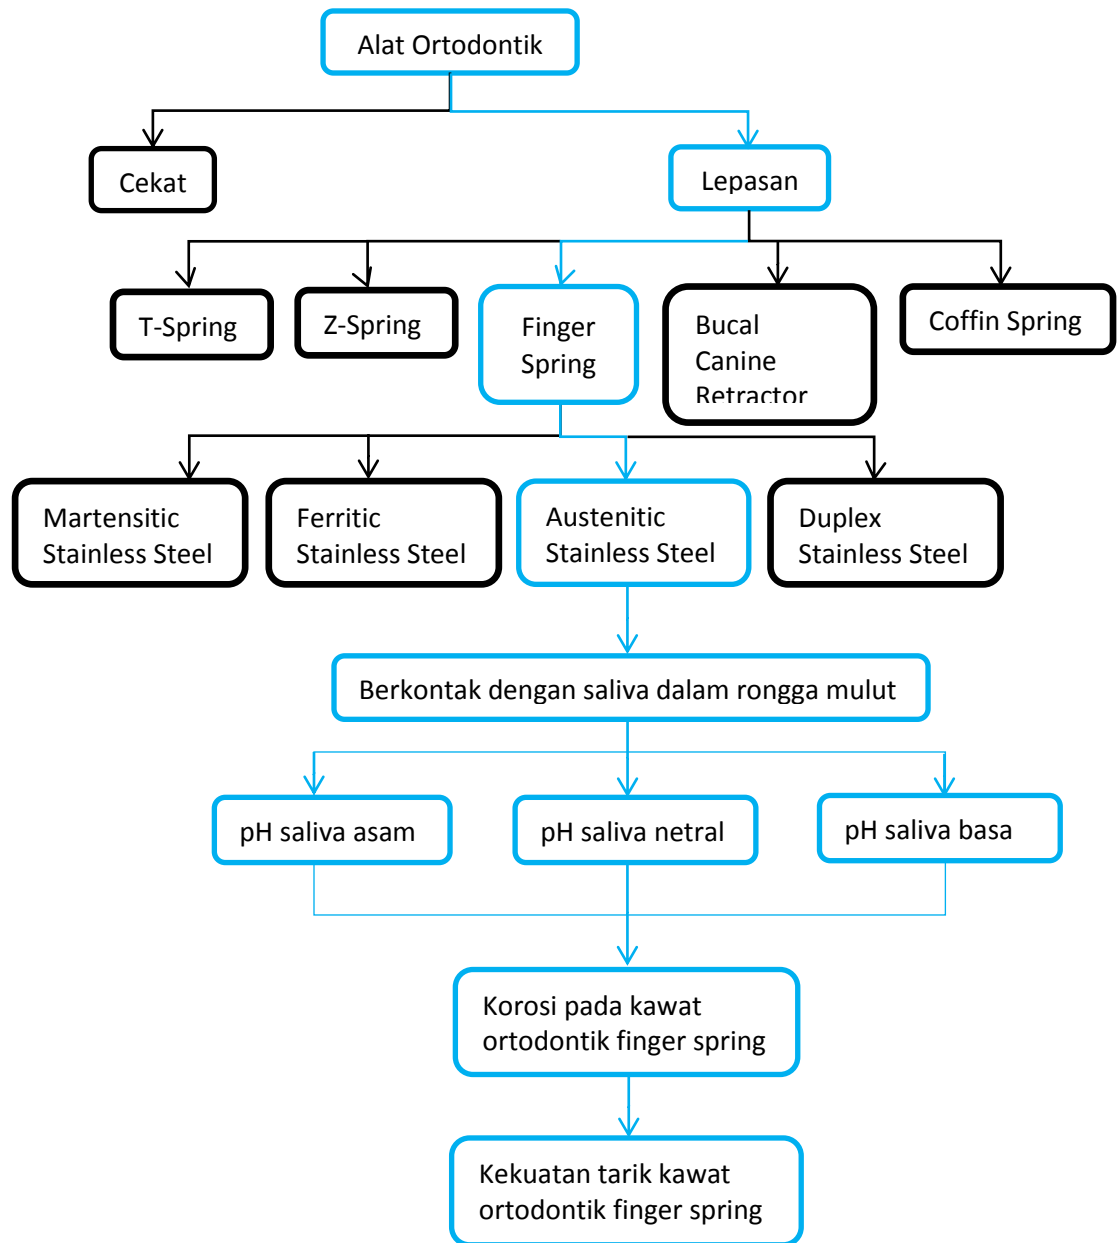 Alat Ortodontik
Cekat
Lepasan
T-Spring
Z-Spring
Finger
Spring
Bucal
Canine
Retractor
Coffin Spring
Martensitic
Stainless Steel
Ferritic
Stainless Steel
Austenitic
Stainless Steel
Duplex
Stainless Steel
Berkontak dengan saliva dalam rongga mulut
pH saliva asam
pH saliva netral
pH saliva basa
Korosi pada kawat
ortodontik finger spring
Kekuatan tarik kawat
ortodontik finger spring